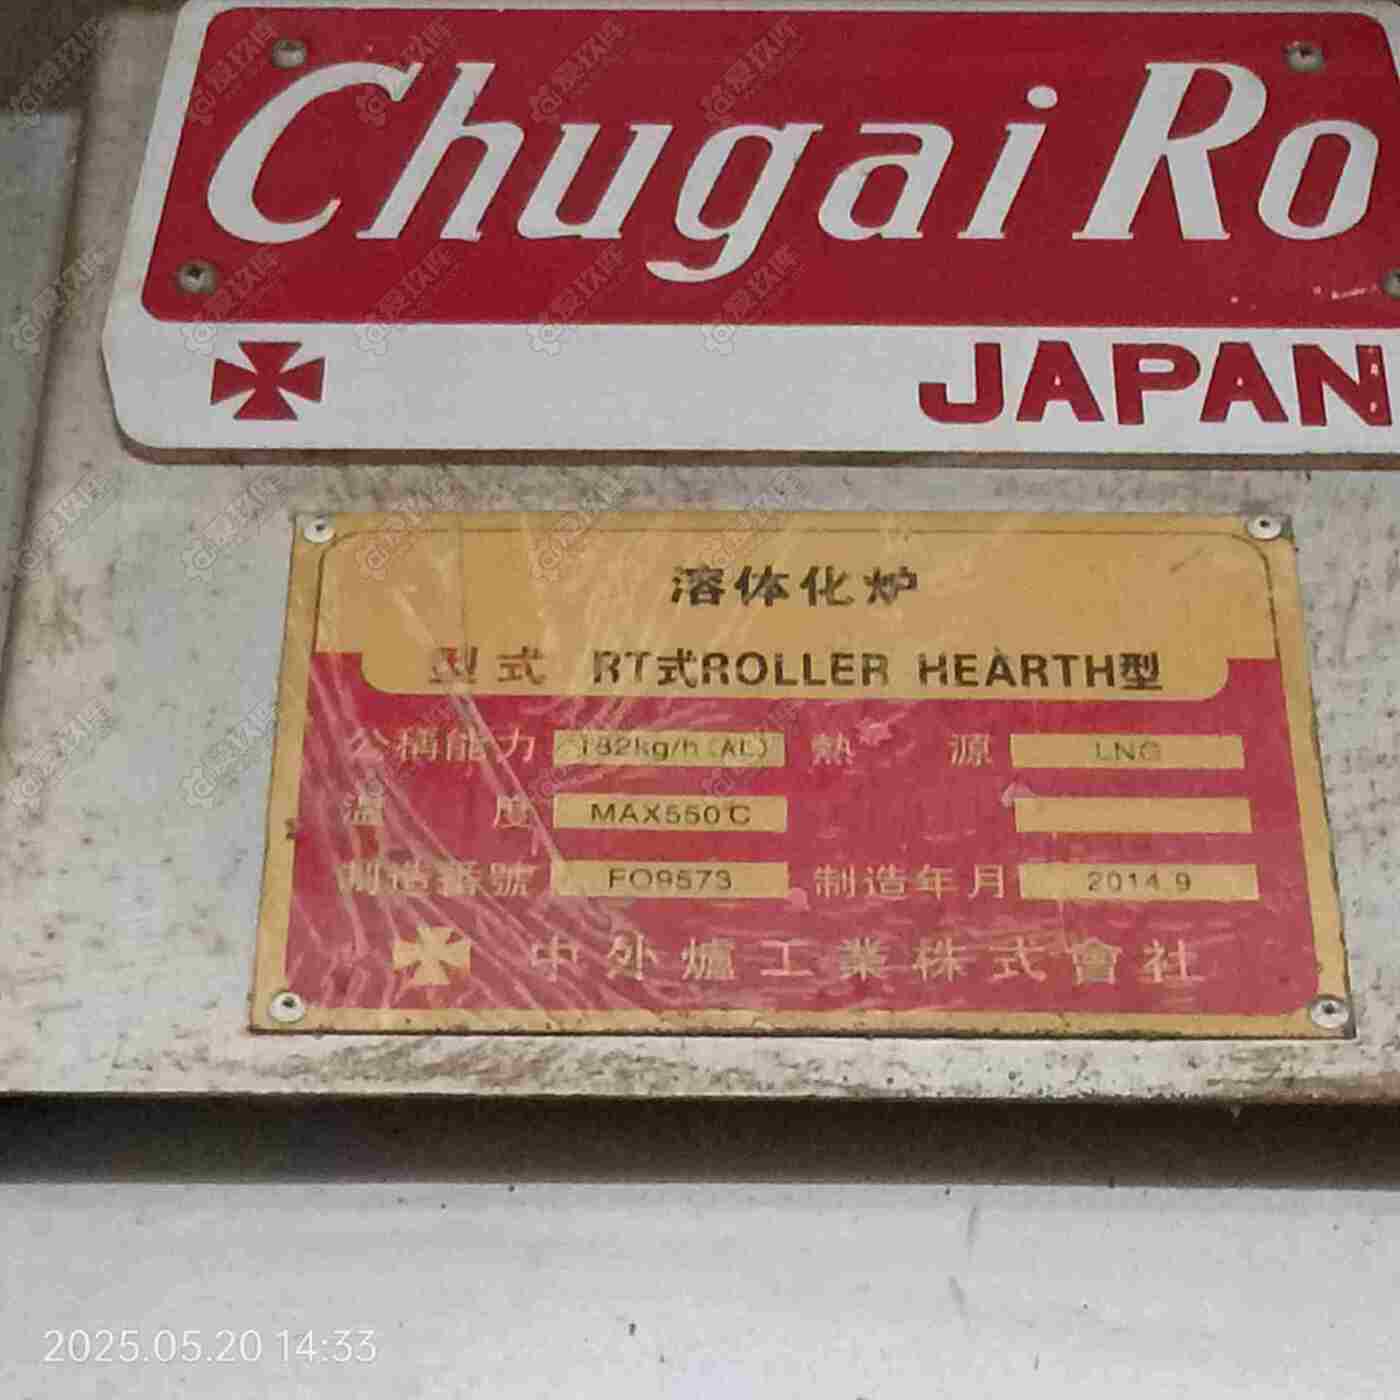 Chugai Ro
JAPAN
溶体化炉
型式 RT式ROLLER HEARTH型
公称能力 182kg/h(AL) 熱源 LNG
温度 MAX550℃
制造番號 FO9573 制造年月 2014.9
中外爐工業株式會社
2025.05.20 14:33